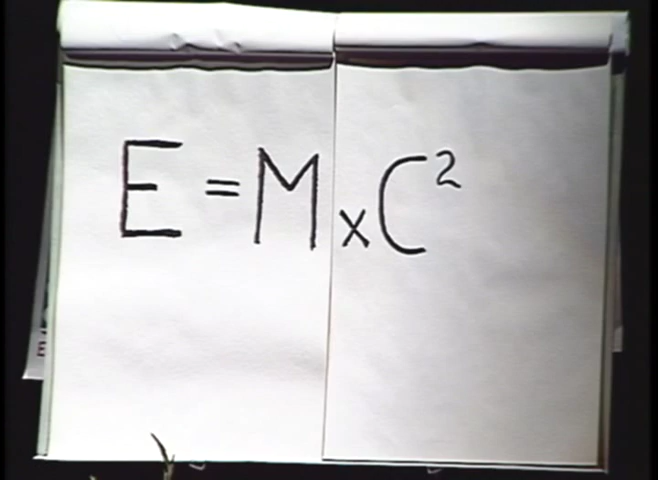 E = M x C²